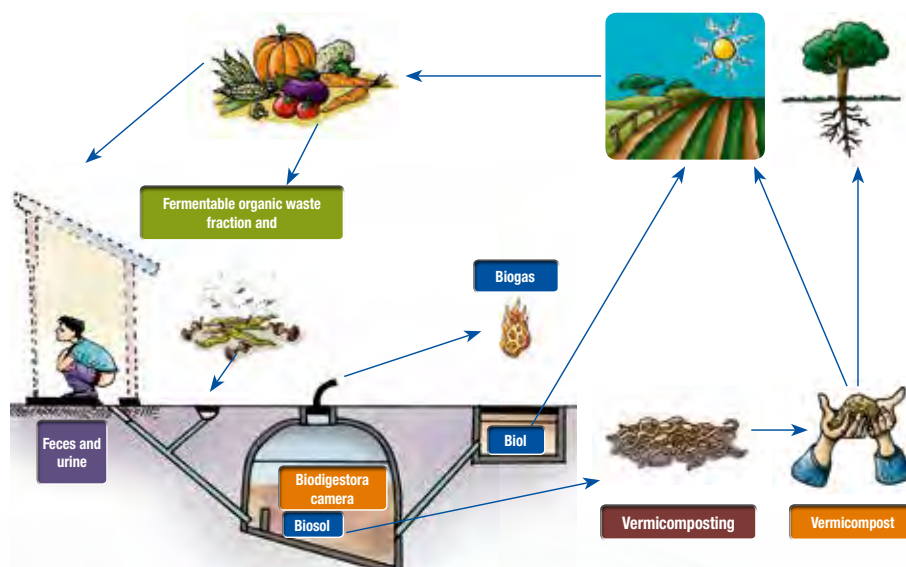 Fermentable organic waste
fraction and
Biogas
Feces and
urine
Biol
Biodigestora
camera
Biosol
Vermicomposting
Vermicompost